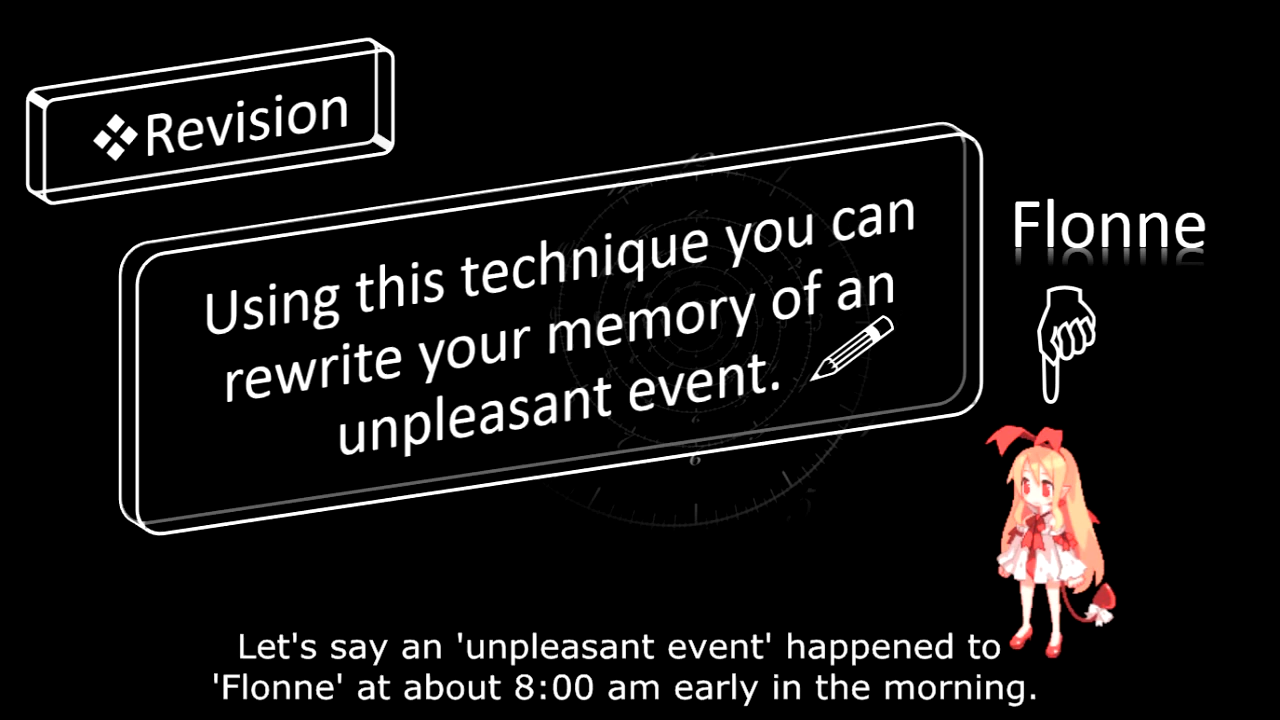 ❖Revision
Using this technique you can
rewrite your memory of an
unpleasant event.
Flonne
6
Let's say an 'unpleasant event' happened to
'Flonne' at about 8:00 am early in the morning.